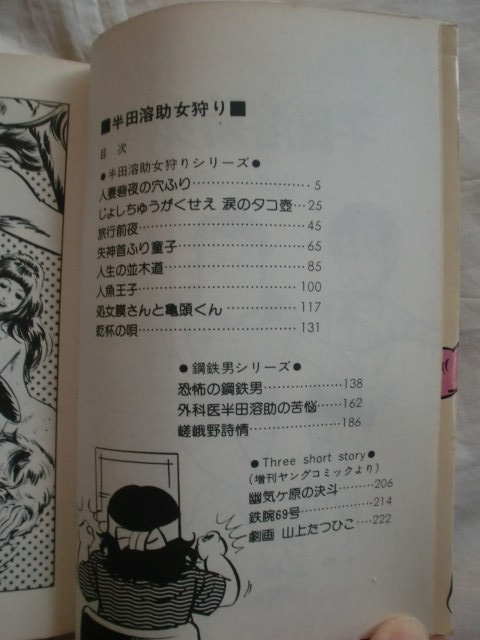 ■半田溶助女狩り■
目 次
●半田溶助女狩りシリーズ●
人妻砦夜の穴ふり……………………5
じょしちゅうがくせえ 涙のタコ壺…25
旅行前夜……………………………45
失神首ふり童子……………………65
人生の並木道………………………85
人魚王子……………………………100
処女膜さんと亀頭くん……………117
乾杯の唄……………………………131
●鋼鉄男シリーズ●
恐怖の鋼鉄男……………138
外科医半田溶助の苦悩……162
嵯峨野詩情………………186
●Three short story●
(増刊ヤングコミックより)
幽気ヶ原の決斗………206
鉄腕69号………………214
劇画 山上たつひこ…222